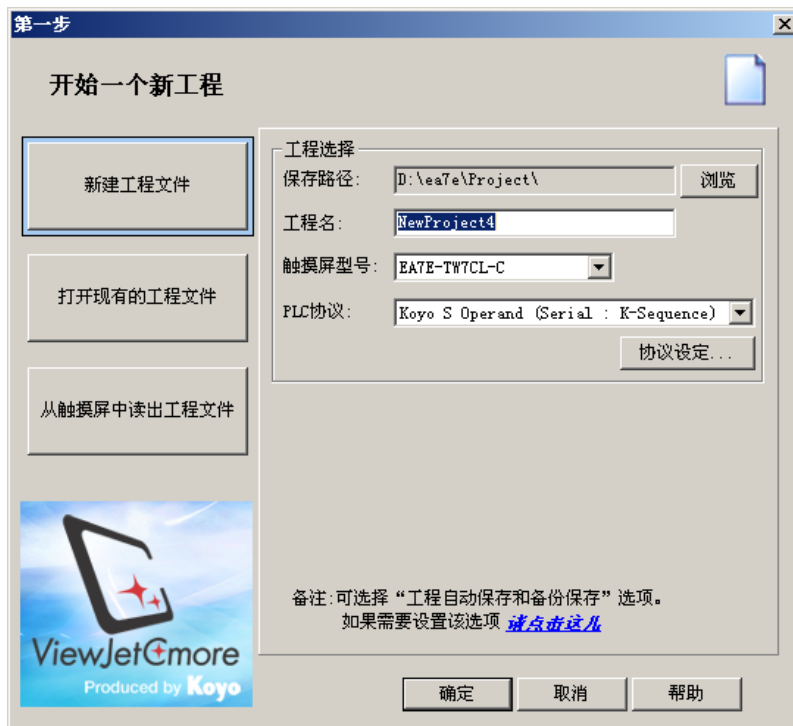 第一步
开始一个新工程
新建工程文件
打开现有的工程文件
从触摸屏中读出工程文件
工程选择
保存路径: D:\ea7e\Project\ 浏览
工程名: NewProject4
触摸屏型号: EA7E-TW7CL-C
PLC协议: Koyo S Operand (Serial : K-Sequence)
协议设定...
备注:可选择“工程自动保存和备份保存”选项。
如果需要设置该选项 请点击这儿
ViewJetCmore
Produced by Koyo
确定 取消 帮助